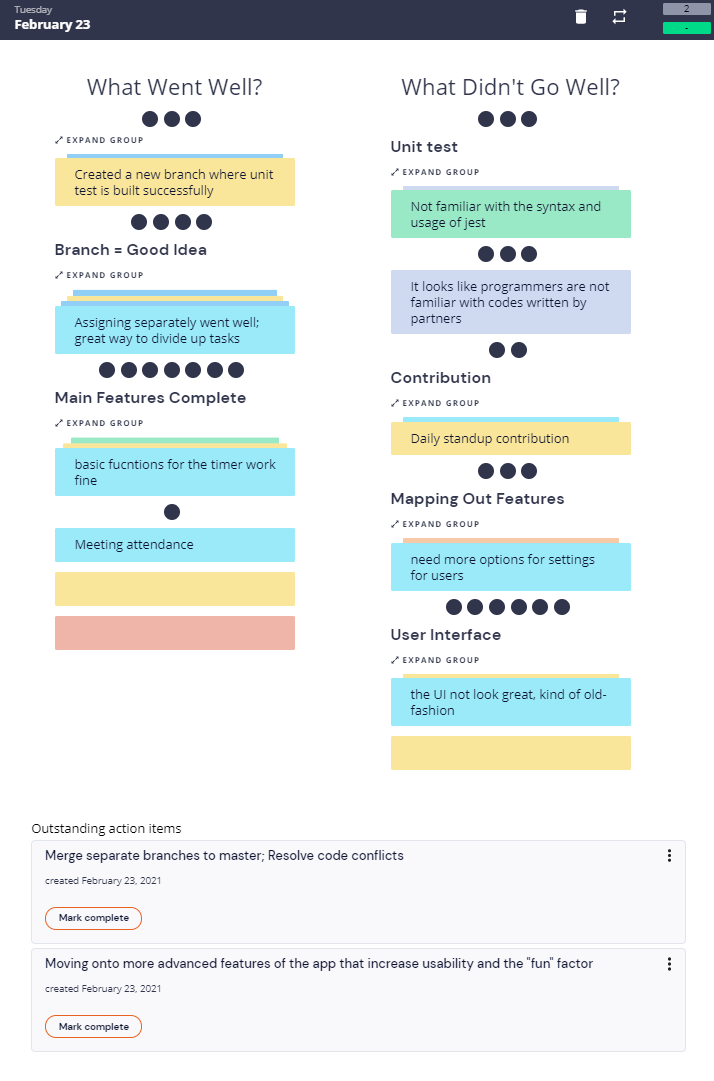 Tuesday
February 23
2
-
What Went Well?
EXPAND GROUP
Created a new branch where unit
test is built successfully
Branch = Good Idea
EXPAND GROUP
Assigning separately went well;
great way to divide up tasks
Main Features Complete
EXPAND GROUP
basic fucntions for the timer work
fine
Meeting attendance
What Didn't Go Well?
Unit test
EXPAND GROUP
Not familiar with the syntax and
usage of jest
It looks like programmers are not
familiar with codes written by
partners
Contribution
EXPAND GROUP
Daily standup contribution
Mapping Out Features
EXPAND GROUP
need more options for settings
for users
User Interface
EXPAND GROUP
the UI not look great, kind of old-
fashion
Outstanding action items
Merge separate branches to master; Resolve code conflicts
created February 23, 2021
Mark complete
Moving onto more advanced features of the app that increase usability and the "fun" factor
created February 23, 2021
Mark complete